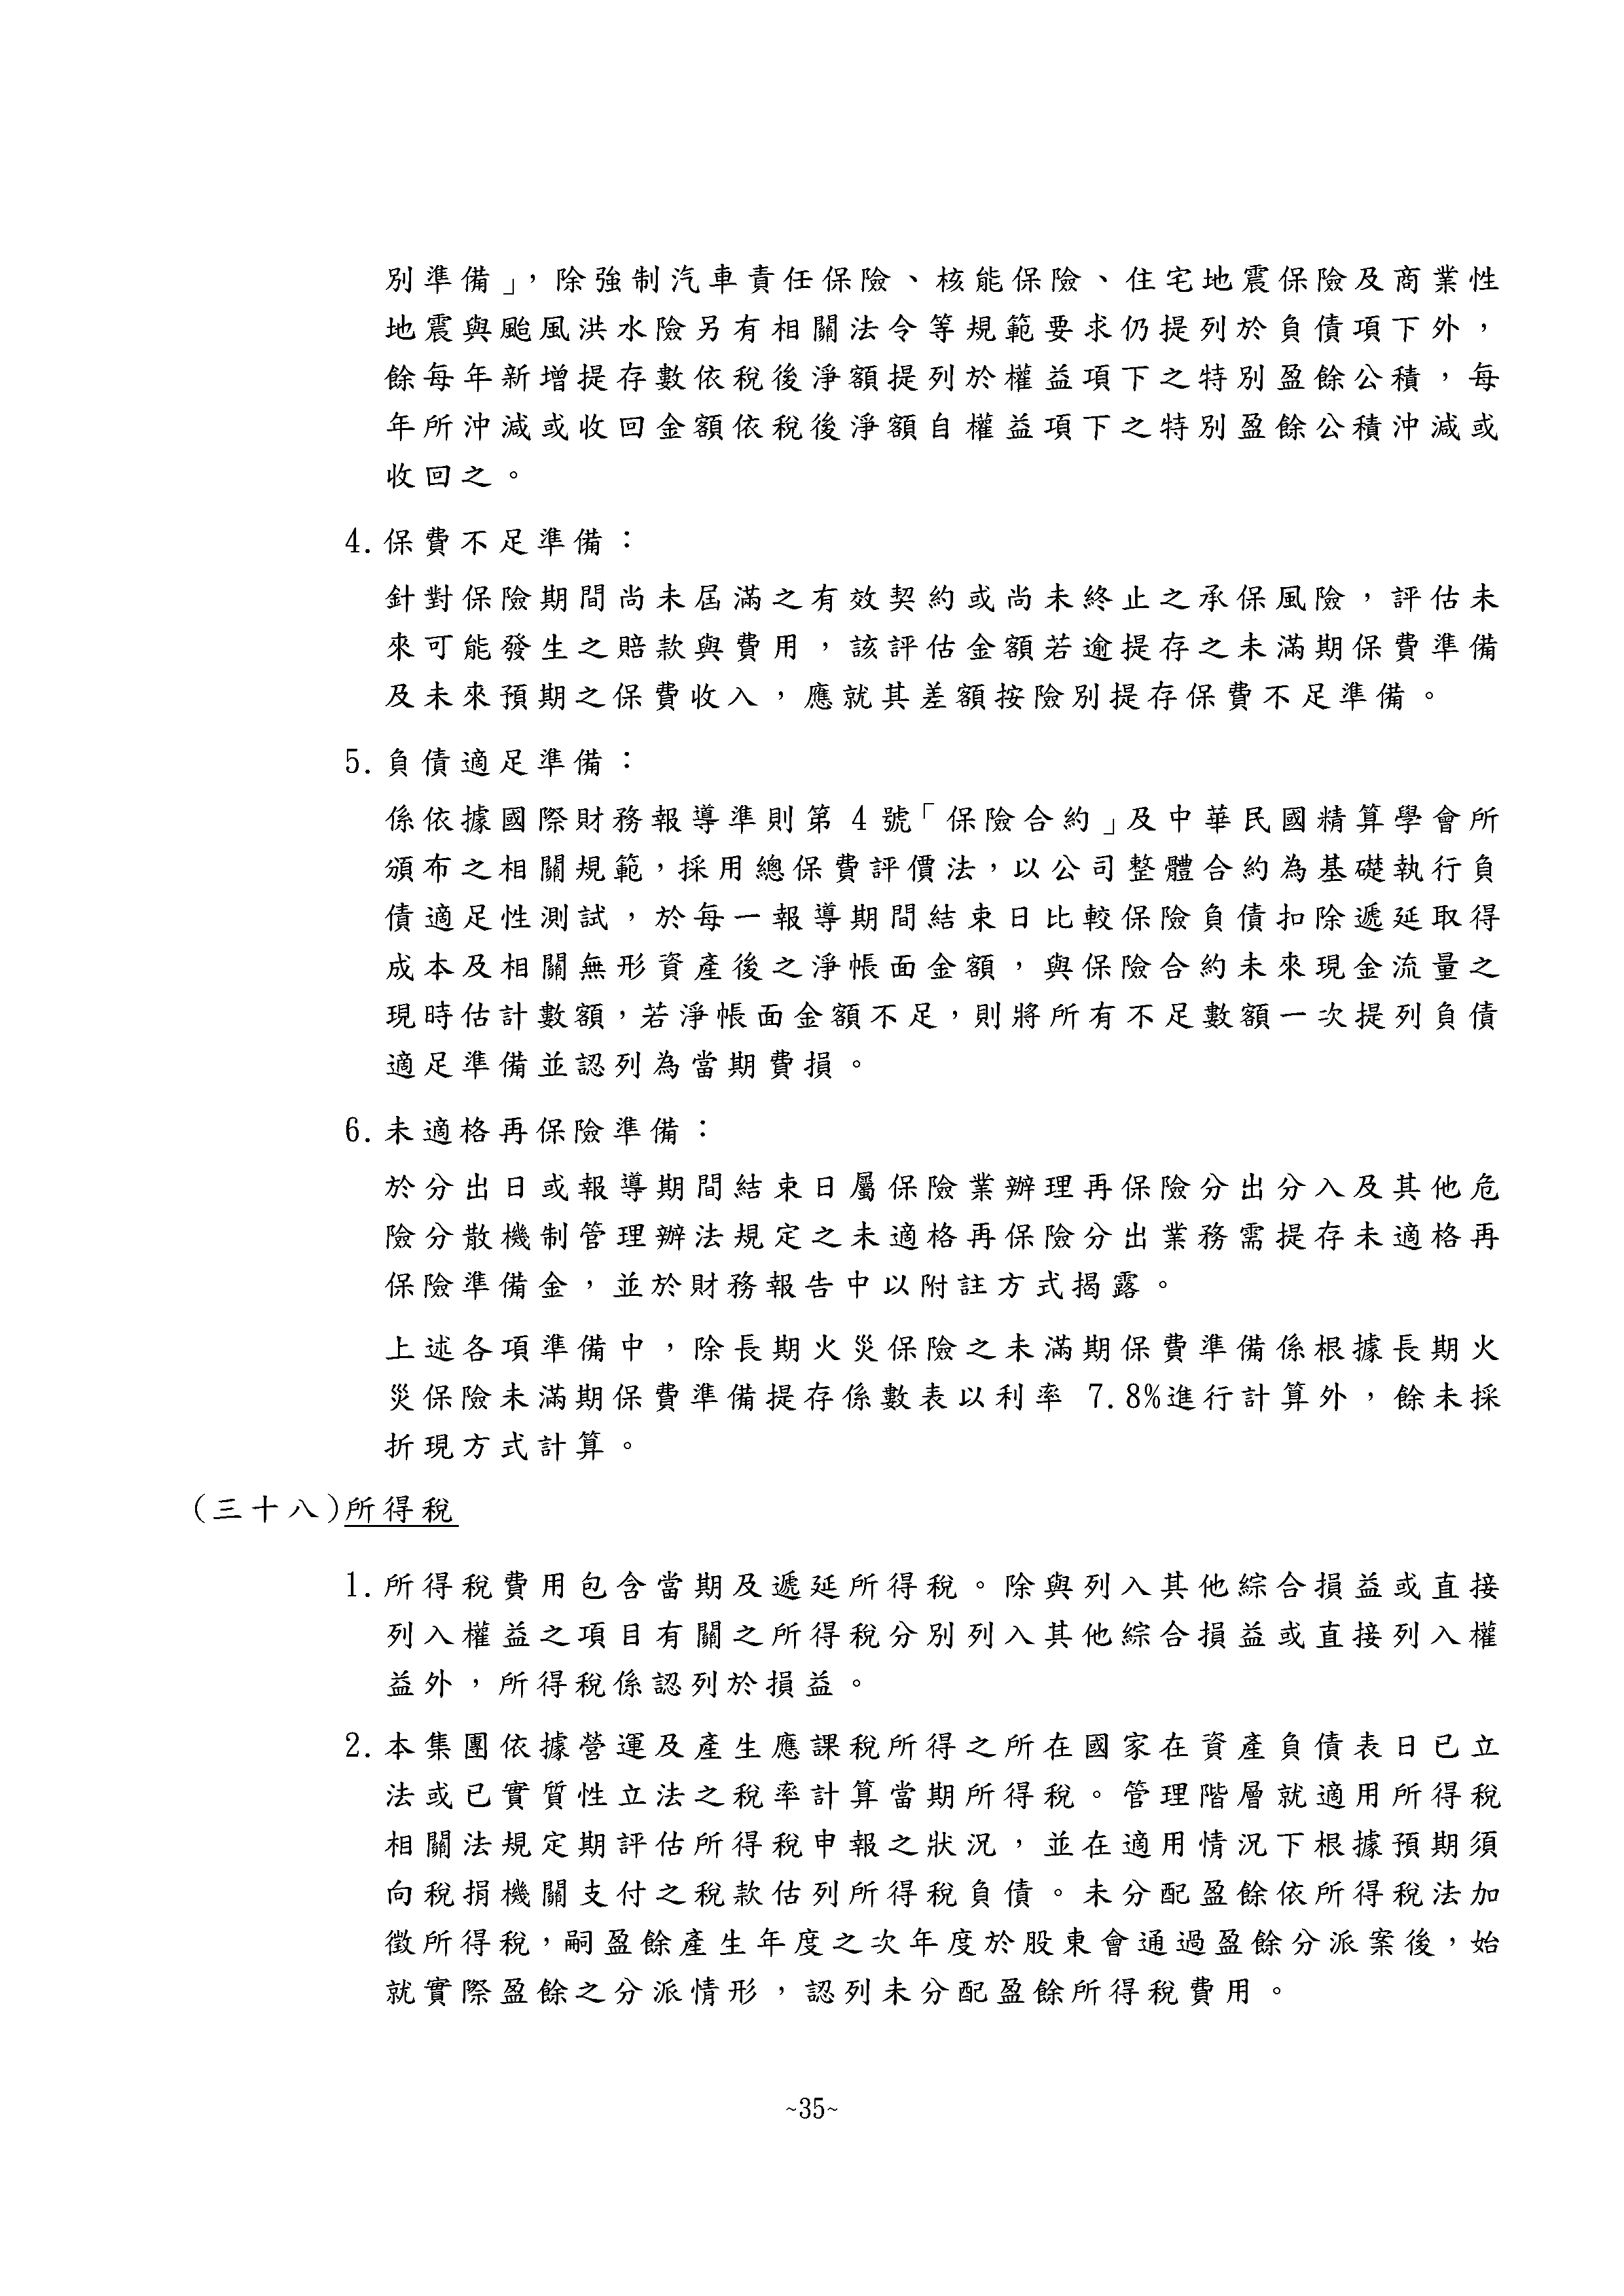 別準備」，除強制汽車責任保險、核能保險、住宅地震保險及商業性
地震與颱風洪水險另有相關法令等規範要求仍提列於負債項下外，
餘每年新增提存數依稅後淨額提列於權益項下之特別盈餘公積，每
年所沖減或收回金額依稅後淨額自權益項下之特別盈餘公積沖減或
收回之。
4.保費不足準備：
針對保險期間尚未屆滿之有效契約或尚未終止之承保風險，評估未
來可能發生之賠款與費用，該評估金額若逾提存之未滿期保費準備
及未來預期之保費收入，應就其差額按險別提存保費不足準備。
5.負債適足準備：
係依據國際財務報導準則第 4 號「保險合約」及中華民國精算學會所
頒布之相關規範，採用總保費評價法，以公司整體合約為基礎執行負
債適足性測試，於每一報導期間結束日比較保險負債扣除遞延取得
成本及相關無形資產後之淨帳面金額，與保險合約未來現金流量之
現時估計數額，若淨帳面金額不足，則將所有不足數額一次提列負債
適足準備並認列為當期費損。
6.未適格再保險準備：
於分出日或報導期間結束日屬保險業辦理再保險分出分入及其他危
險分散機制管理辦法規定之未適格再保險分出業務需提存未適格再
保險準備金，並於財務報告中以附註方式揭露。
上述各項準備中，除長期火災保險之未滿期保費準備係根據長期火
災保險未滿期保費準備提存係數表以利率 7.8%進行計算外，餘未採
折現方式計算。
(三十八)所得稅
1.所得稅費用包含當期及遞延所得稅。除與列入其他綜合損益或直接
列入權益之項目有關之所得稅分別列入其他綜合損益或直接列入權
益外，所得稅係認列於損益。
2.本集團依據營運及產生應課稅所得之所在國家在資產負債表日已立
法或已實質性立法之稅率計算當期所得稅。管理階層就適用所得稅
相關法規定期評估所得稅申報之狀況，並在適用情況下根據預期須
向稅捐機關支付之稅款估列所得稅負債。未分配盈餘依所得稅法加
徵所得稅，嗣盈餘產生年度之次年度於股東會通過盈餘分派案後，始
就實際盈餘之分派情形，認列未分配盈餘所得稅費用。
~35~